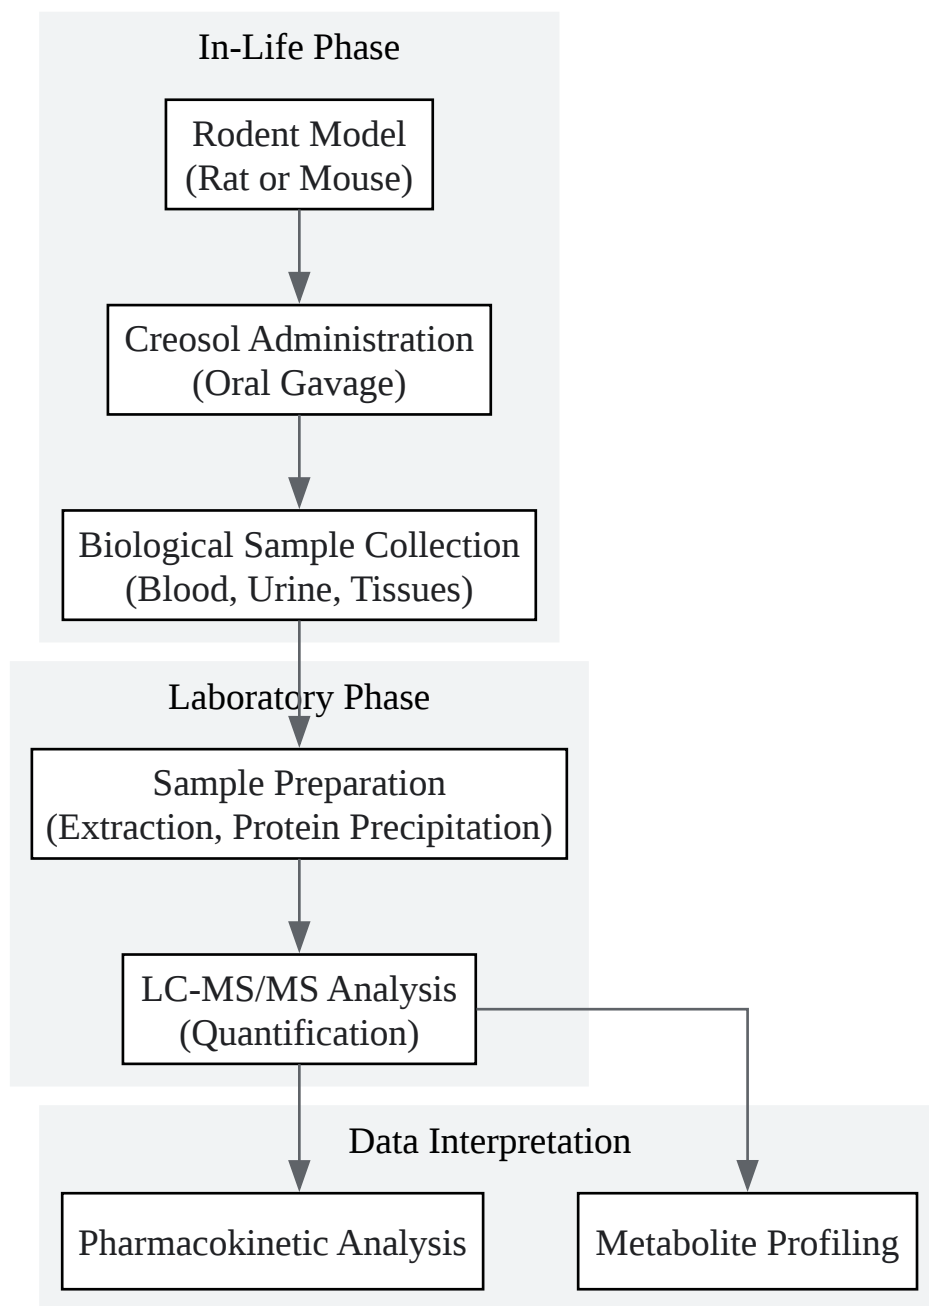 In-Life Phase
Rodent Model
(Rat or Mouse)
Creosol Administration
(Oral Gavage)
Biological Sample Collection
(Blood, Urine, Tissues)
Laboratory Phase
Sample Preparation
(Extraction, Protein Precipitation)
LC-MS/MS Analysis
(Quantification)
Data Interpretation
Pharmacokinetic Analysis
Metabolite Profiling